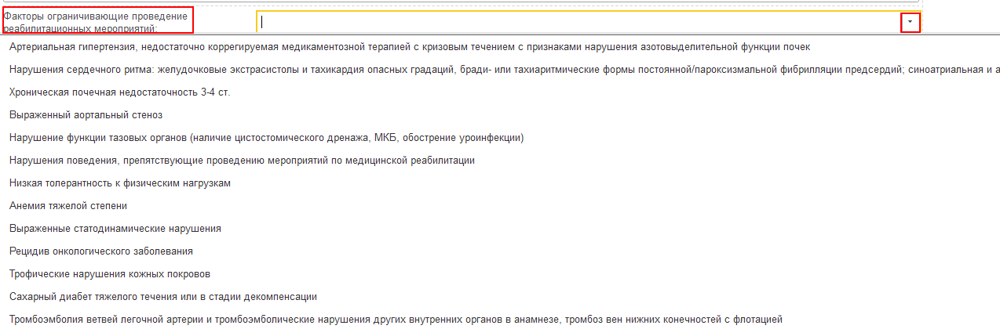 Факторы ограничивающие проведение
реабилитационных мероприятий:
Артериальная гипертензия, недостаточно коррегируемая медикаментозной терапией с кризовым течением с признаками нарушения азотовыделительной функции почек
Нарушения сердечного ритма: желудочковые экстрасистолы и тахикардия опасных градаций, бради- или тахиаритмические формы постоянной/пароксизмальной фибрилляции предсердий; синоатриальная и а
Хроническая почечная недостаточность 3-4 ст.
Выраженный аортальный стеноз
Нарушение функции тазовых органов (наличие цистостомического дренажа, МКБ, обострение уроинфекции)
Нарушения поведения, препятствующие проведению мероприятий по медицинской реабилитации
Низкая толерантность к физическим нагрузкам
Анемия тяжелой степени
Выраженные статодинамические нарушения
Рецидив онкологического заболевания
Трофические нарушения кожных покровов
Сахарный диабет тяжелого течения или в стадии декомпенсации
Тромбоэмболия ветвей легочной артерии и тромбоэмболические нарушения других внутренних органов в анамнезе, тромбоз вен нижних конечностей с флотацией